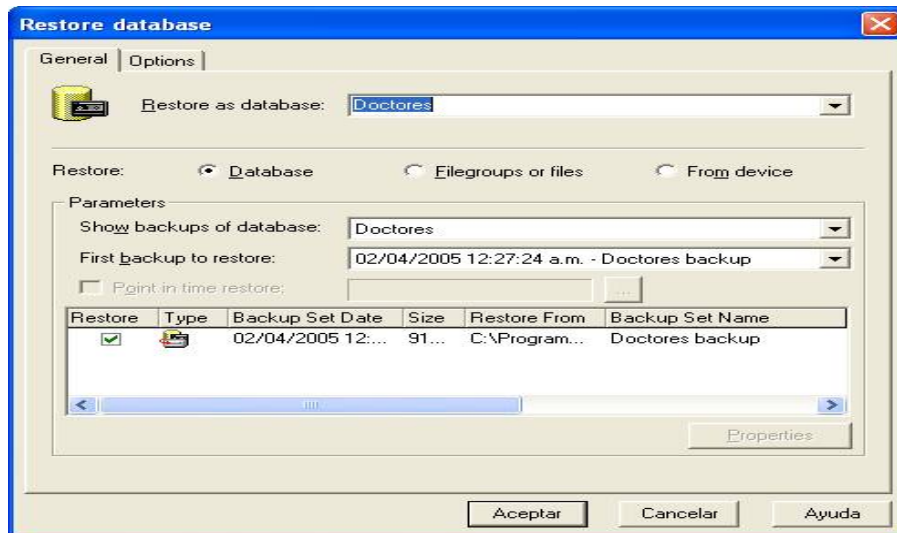 Restore database
General Options
Restore as database: Doctores
Restore: Database Filegroups or files From device
Parameters
Show backups of database: Doctores
First backup to restore: 02/04/2005 12:27:24 a.m. - Doctores backup
Point in time restore: ...
Restore Type Backup Set Date Size Restore From Backup Set Name
02/04/2005 12:... 91... C:\Program... Doctores backup
Properties
Aceptar Cancelar Ayuda